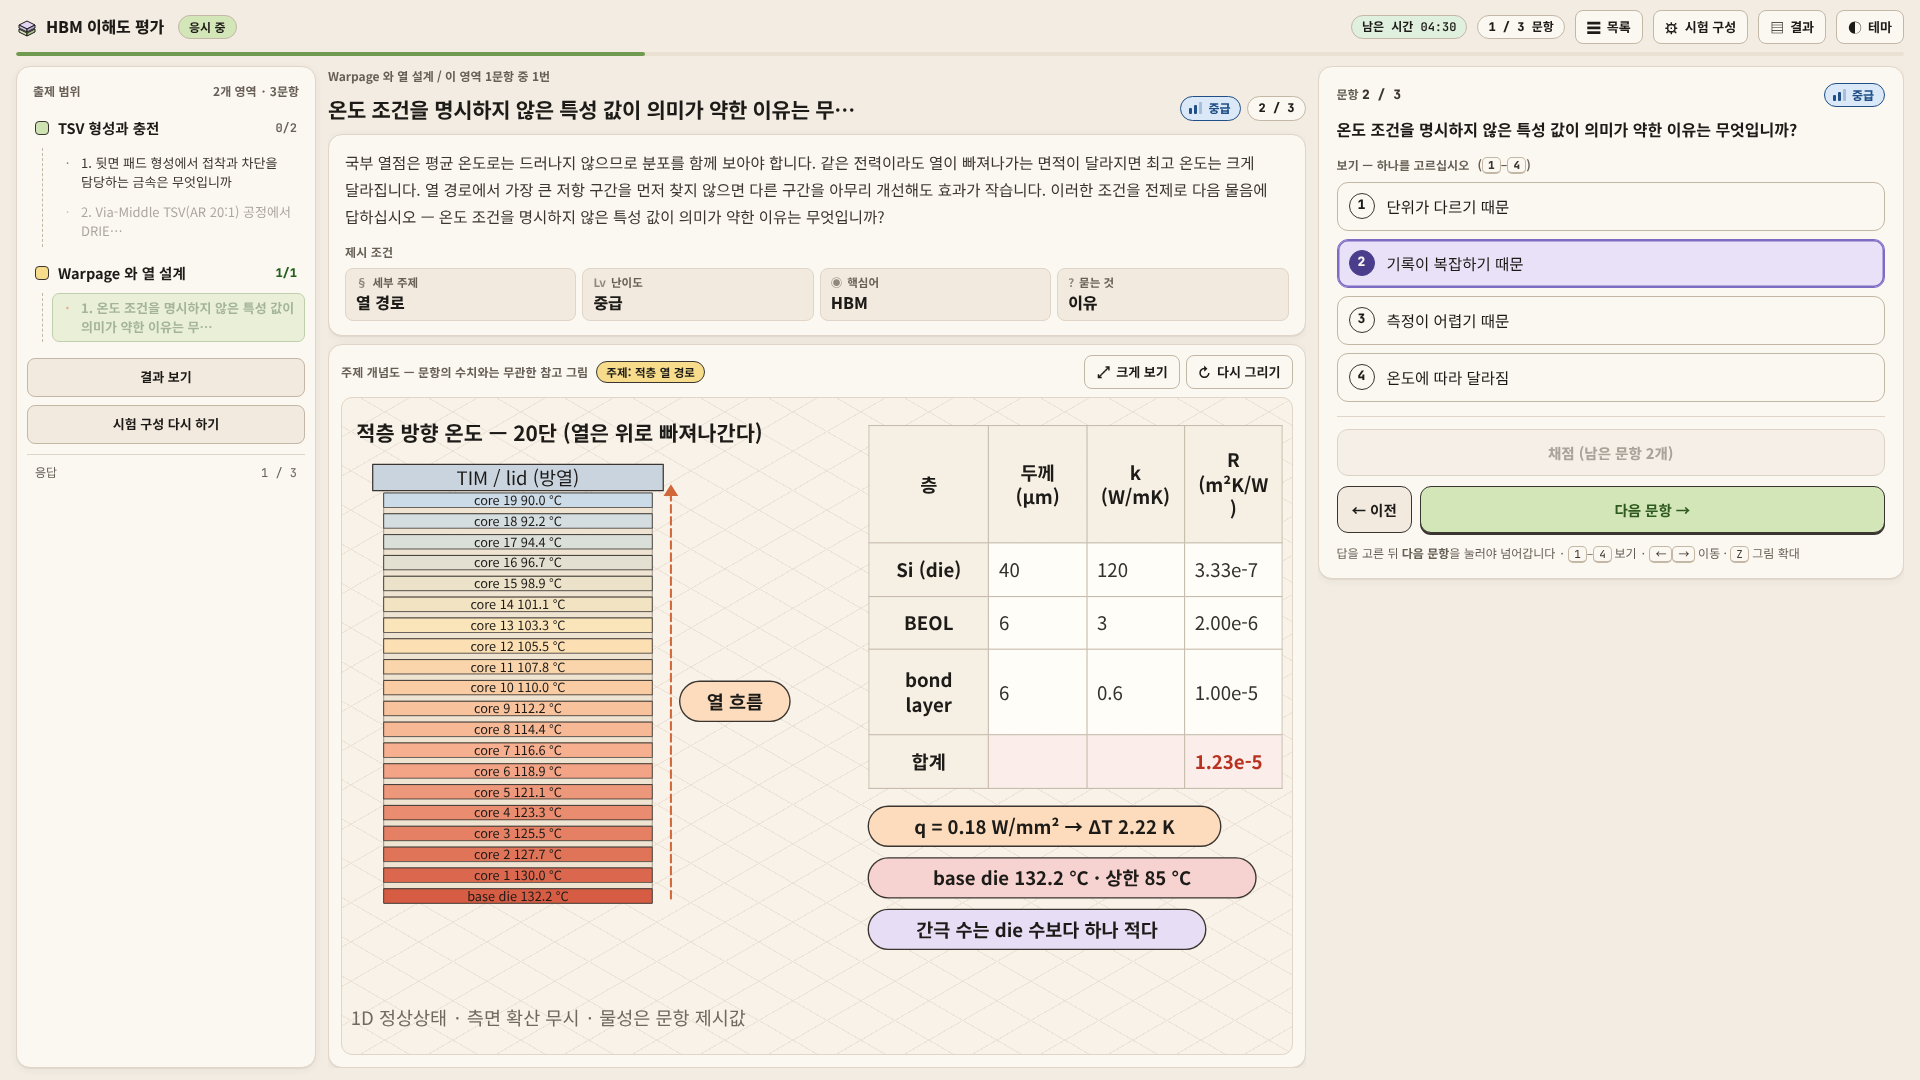 HBM 이해도 평가
응시 중
남은 시간 04:30
1 / 3 문항
목록
시험 구성
결과
테마
출제 범위
2개 영역 · 3문항
TSV 형성과 충전
0/2
· 1. 뒷면 패드 형성에서 접착과 차단을
담당하는 금속은 무엇입니까
· 2. Via-Middle TSV(AR 20:1) 공정에서
DRIE…
Warpage 와 열 설계
1/1
· 1. 온도 조건을 명시하지 않은 특성 값이
의미가 약한 이유는 무…
결과 보기
시험 구성 다시 하기
응답
1 / 3
Warpage 와 열 설계 / 이 영역 1문항 중 1번
온도 조건을 명시하지 않은 특성 값이 의미가 약한 이유는 무…
중급
2 / 3
국부 열점은 평균 온도로는 드러나지 않으므로 분포를 함께 보아야 합니다. 같은 전력이라도 열이 빠져나가는 면적이 달라지면 최고 온도는 크게
달라집니다. 열 경로에서 가장 큰 저항 구간을 먼저 찾지 않으면 다른 구간을 아무리 개선해도 효과가 작습니다. 이러한 조건을 전제로 다음 물음에
답하십시오 — 온도 조건을 명시하지 않은 특성 값이 의미가 약한 이유는 무엇입니까?
제시 조건
§ 세부 주제
열 경로
Lv 난이도
중급
◉ 핵심어
HBM
? 묻는 것
이유
주제 개념도 — 문항의 수치와는 무관한 참고 그림
주제: 적층 열 경로
크게 보기
다시 그리기
적층 방향 온도 — 20단 (열은 위로 빠져나간다)
TIM / lid (방열)
core 19 90.0 °C
core 18 92.2 °C
core 17 94.4 °C
core 16 96.7 °C
core 15 98.9 °C
core 14 101.1 °C
core 13 103.3 °C
core 12 105.5 °C
core 11 107.8 °C
core 10 110.0 °C
core 9 112.2 °C
core 8 114.4 °C
core 7 116.6 °C
core 6 118.9 °C
core 5 121.1 °C
core 4 123.3 °C
core 3 125.5 °C
core 2 127.7 °C
core 1 130.0 °C
base die 132.2 °C
열 흐름
층
두께
(μm)
k
(W/mK)
R
(m²K/W
)
Si (die) 40 120 3.33e-7
BEOL 6 3 2.00e-6
bond
layer
6 0.6 1.00e-5
합계 1.23e-5
q = 0.18 W/mm² → ΔT 2.22 K
base die 132.2 °C · 상한 85 °C
간극 수는 die 수보다 하나 적다
1D 정상상태 · 측면 확산 무시 · 물성은 문항 제시값
문항 2 / 3
중급
온도 조건을 명시하지 않은 특성 값이 의미가 약한 이유는 무엇입니까?
보기 — 하나를 고르십시오 (1–4)
1 단위가 다르기 때문
2 기록이 복잡하기 때문
3 측정이 어렵기 때문
4 온도에 따라 달라짐
채점 (남은 문항 2개)
← 이전
다음 문항 →
답을 고른 뒤 다음 문항을 눌러야 넘어갑니다 · 1–4 보기 · ← → 이동 · Z 그림 확대